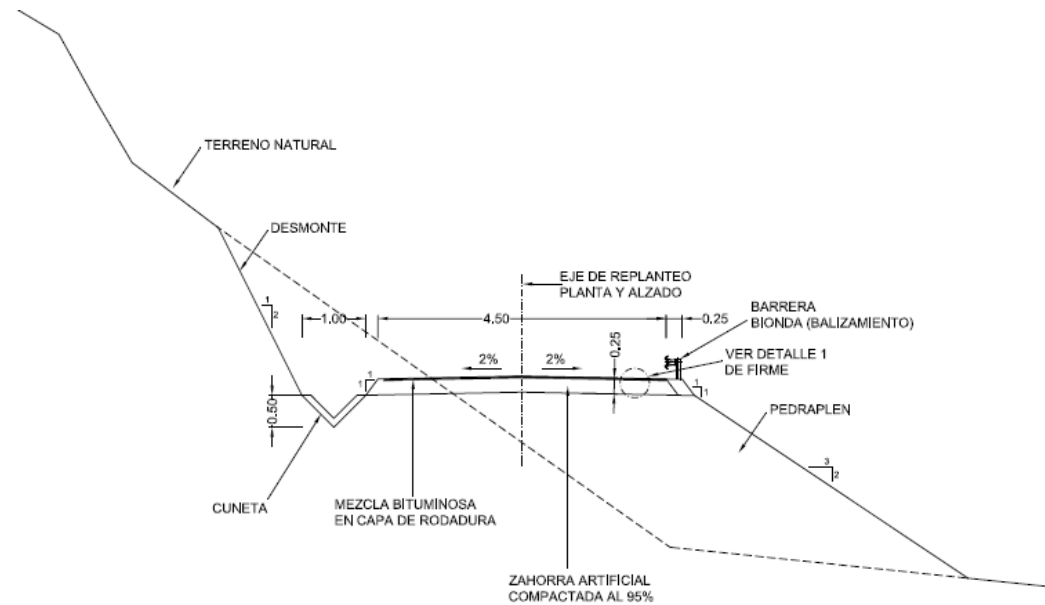 TERRENO NATURAL
DESMONTE
EJE DE REPLANTEO
PLANTA Y ALZADO
BARRERA
BIONDA (BALIZAMIENTO)
1
2
1.00
4.50
0.25
0.25
VER DETALLE 1
DE FIRME
2%
2%
1
1
1
1
0.50
PEDRAPLEN
3
2
CUNETA
MEZCLA BITUMINOSA
EN CAPA DE RODADURA
ZAHORRA ARTIFICIAL
COMPACTADA AL 95%